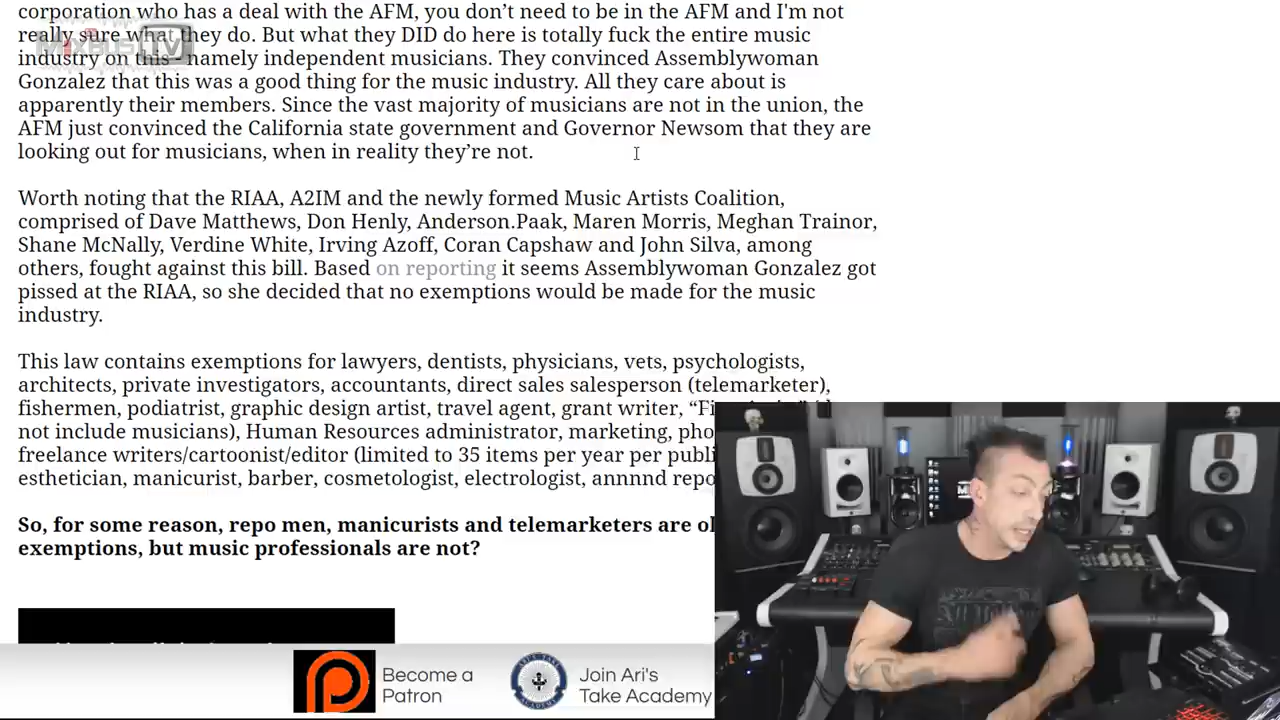 corporation who has a deal with the AFM, you don’t need to be in the AFM and I'm not
really sure what they do. But what they DID do here is totally fuck the entire music
industry on this - namely independent musicians. They convinced Assemblywoman
Gonzalez that this was a good thing for the music industry. All they care about is
apparently their members. Since the vast majority of musicians are not in the union, the
AFM just convinced the California state government and Governor Newsom that they are
looking out for musicians, when in reality they’re not.
MIXBUSTV
Worth noting that the RIAA, A2IM and the newly formed Music Artists Coalition,
comprised of Dave Matthews, Don Henly, Anderson.Paak, Maren Morris, Meghan Trainor,
Shane McNally, Verdine White, Irving Azoff, Coran Capshaw and John Silva, among
others, fought against this bill. Based on reporting it seems Assemblywoman Gonzalez got
pissed at the RIAA, so she decided that no exemptions would be made for the music
industry.
This law contains exemptions for lawyers, dentists, physicians, vets, psychologists,
architects, private investigators, accountants, direct sales salesperson (telemarketer),
fishermen, podiatrist, graphic design artist, travel agent, grant writer,
not include musicians), Human Resources administrator, marketing,
freelance writers/cartoonist/editor (limited to 35 items per year per
esthetician, manicurist, barber, cosmetologist, electrologist, annnnd
So, for some reason, repo men, manicurists and telemarketers are
exemptions, but music professionals are not?
Become a
Patron
Join Ari's
Take Academy